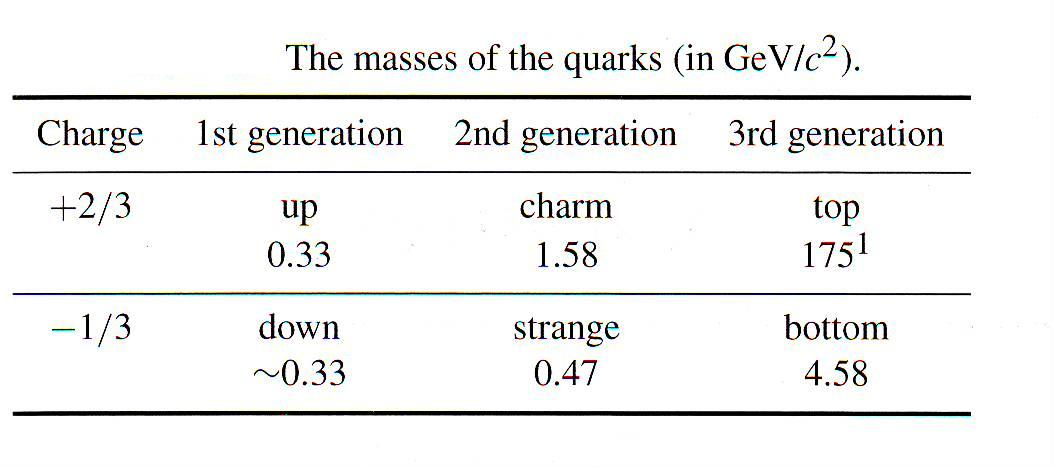 The masses of the quarks (in GeV/c²).
Charge 1st generation 2nd generation 3rd generation
+2/3 up charm top
0.33 1.58 175¹
−1/3 down strange bottom
~0.33 0.47 4.58